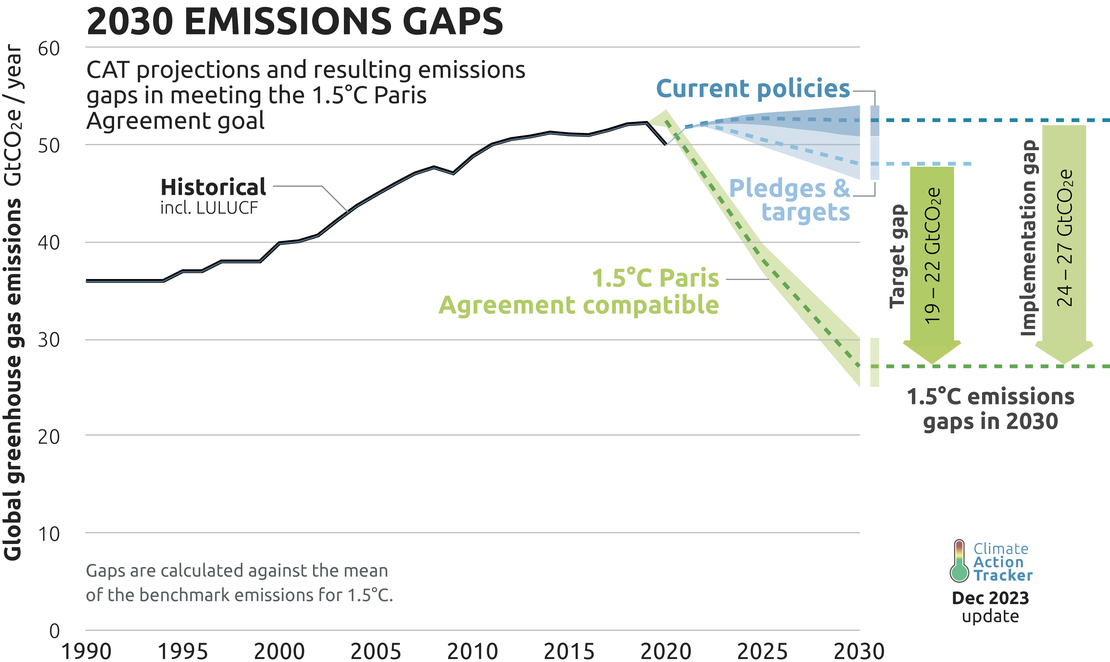 2030 EMISSIONS GAPS
CAT projections and resulting emissions
gaps in meeting the 1.5°C Paris
Agreement goal
Global greenhouse gas emissions GtCO2e / year
60
50
40
30
20
10
0
Historical
incl. LULUCF
Current policies
Pledges &
targets
1.5°C Paris
Agreement compatible
Target gap
19 – 22 GtCO2e
Implementation gap
24 – 27 GtCO2e
1.5°C emissions
gaps in 2030
Gaps are calculated against the mean
of the benchmark emissions for 1.5°C.
Climate
Action
Tracker
Dec 2023
update
1990 1995 2000 2005 2010 2015 2020 2025 2030